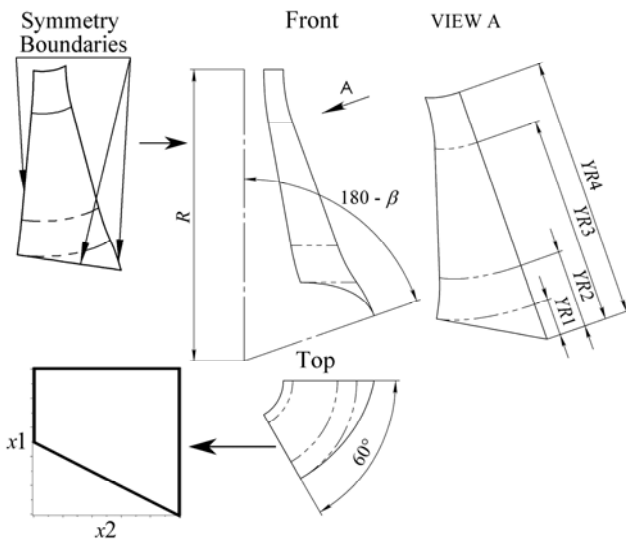 Symmetry
Boundaries
Front
VIEW A
A
180 - β
R
YR4
YR3
YR2
YR1
Top
60°
x1
x2